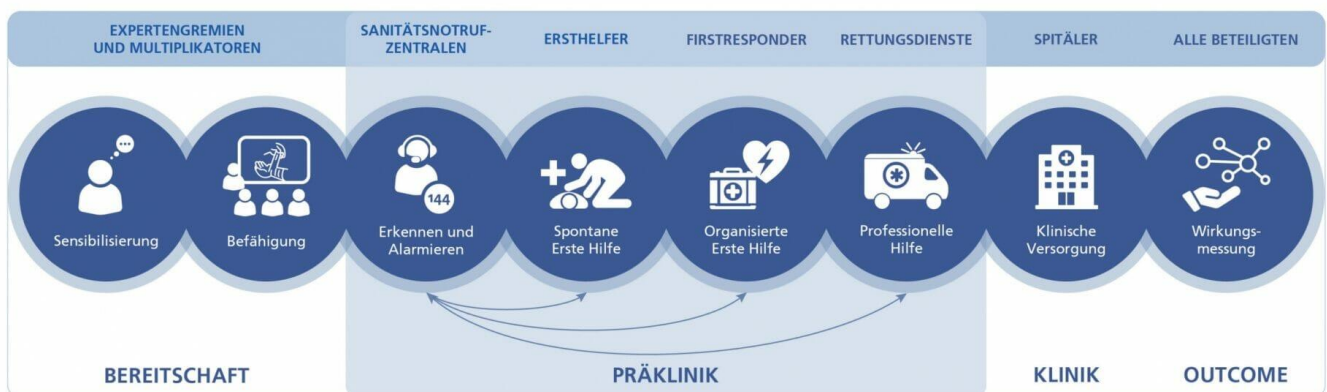 EXPERTENGREMIEN
UND MULTIPLIKATOREN
SANITÄTSNOTRUF-
ZENTRALEN
ERSTHELFER
FIRSTRESPONDER
RETTUNGSDIENSTE
SPITÄLER
ALLE BETEILIGTEN
Sensibilisierung
Befähigung
144
Erkennen und
Alarmieren
Spontane
Erste Hilfe
Organisierte
Erste Hilfe
Professionelle
Hilfe
Klinische
Versorgung
Wirkungs-
messung
BEREITSCHAFT
PRÄKLINIK
KLINIK
OUTCOME